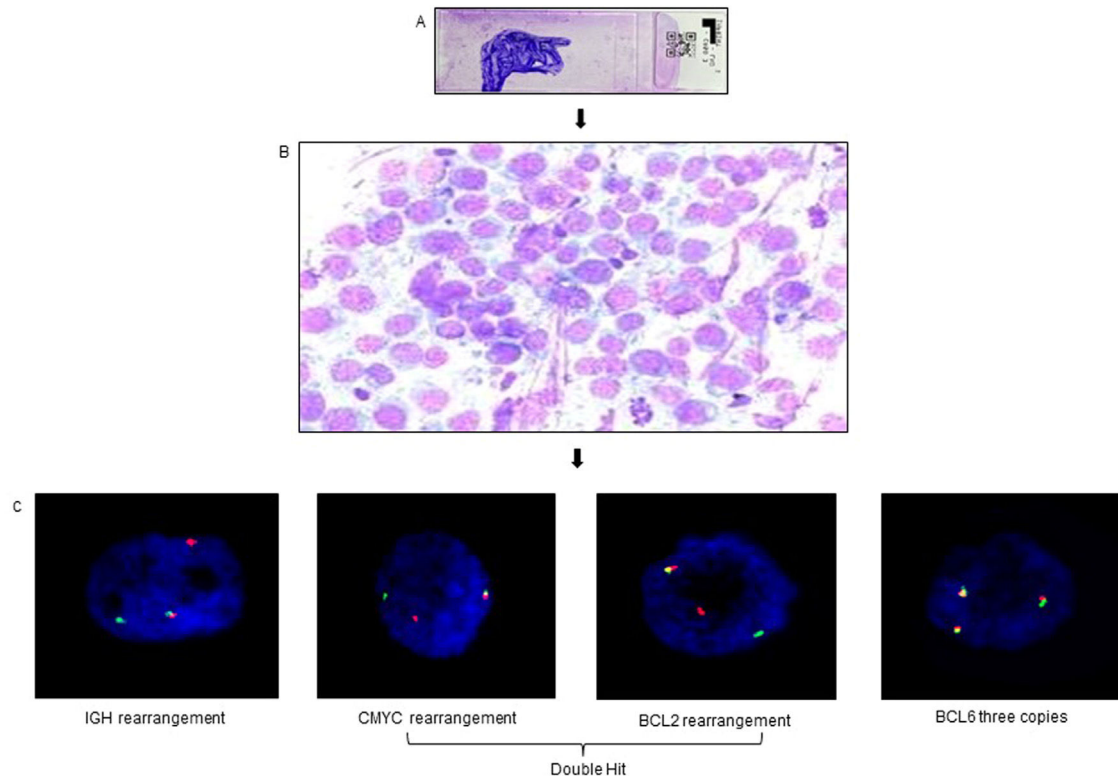 A
B
C
IGH rearrangement
CMYC rearrangement
BCL2 rearrangement
BCL6 three copies
Double Hit